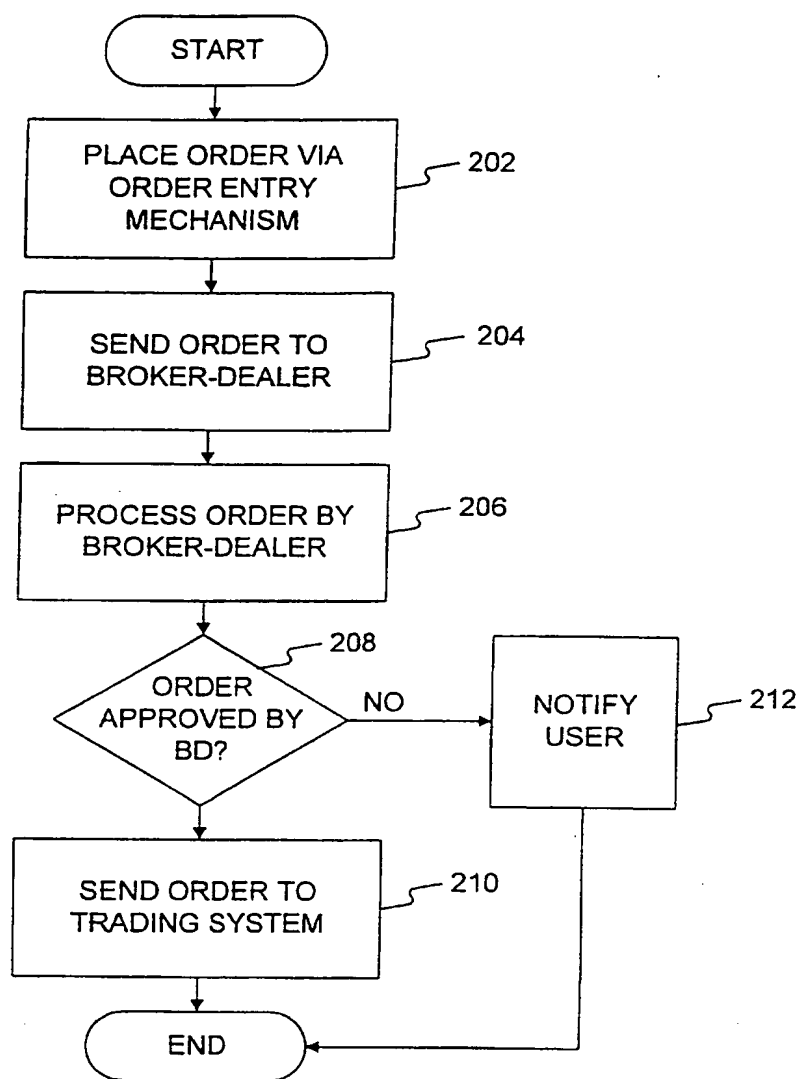 START
PLACE ORDER VIA
ORDER ENTRY
MECHANISM
202
SEND ORDER TO
BROKER-DEALER
204
PROCESS ORDER BY
BROKER-DEALER
206
208
ORDER
APPROVED BY
BD?
NO
NOTIFY
USER
212
SEND ORDER TO
TRADING SYSTEM
210
END